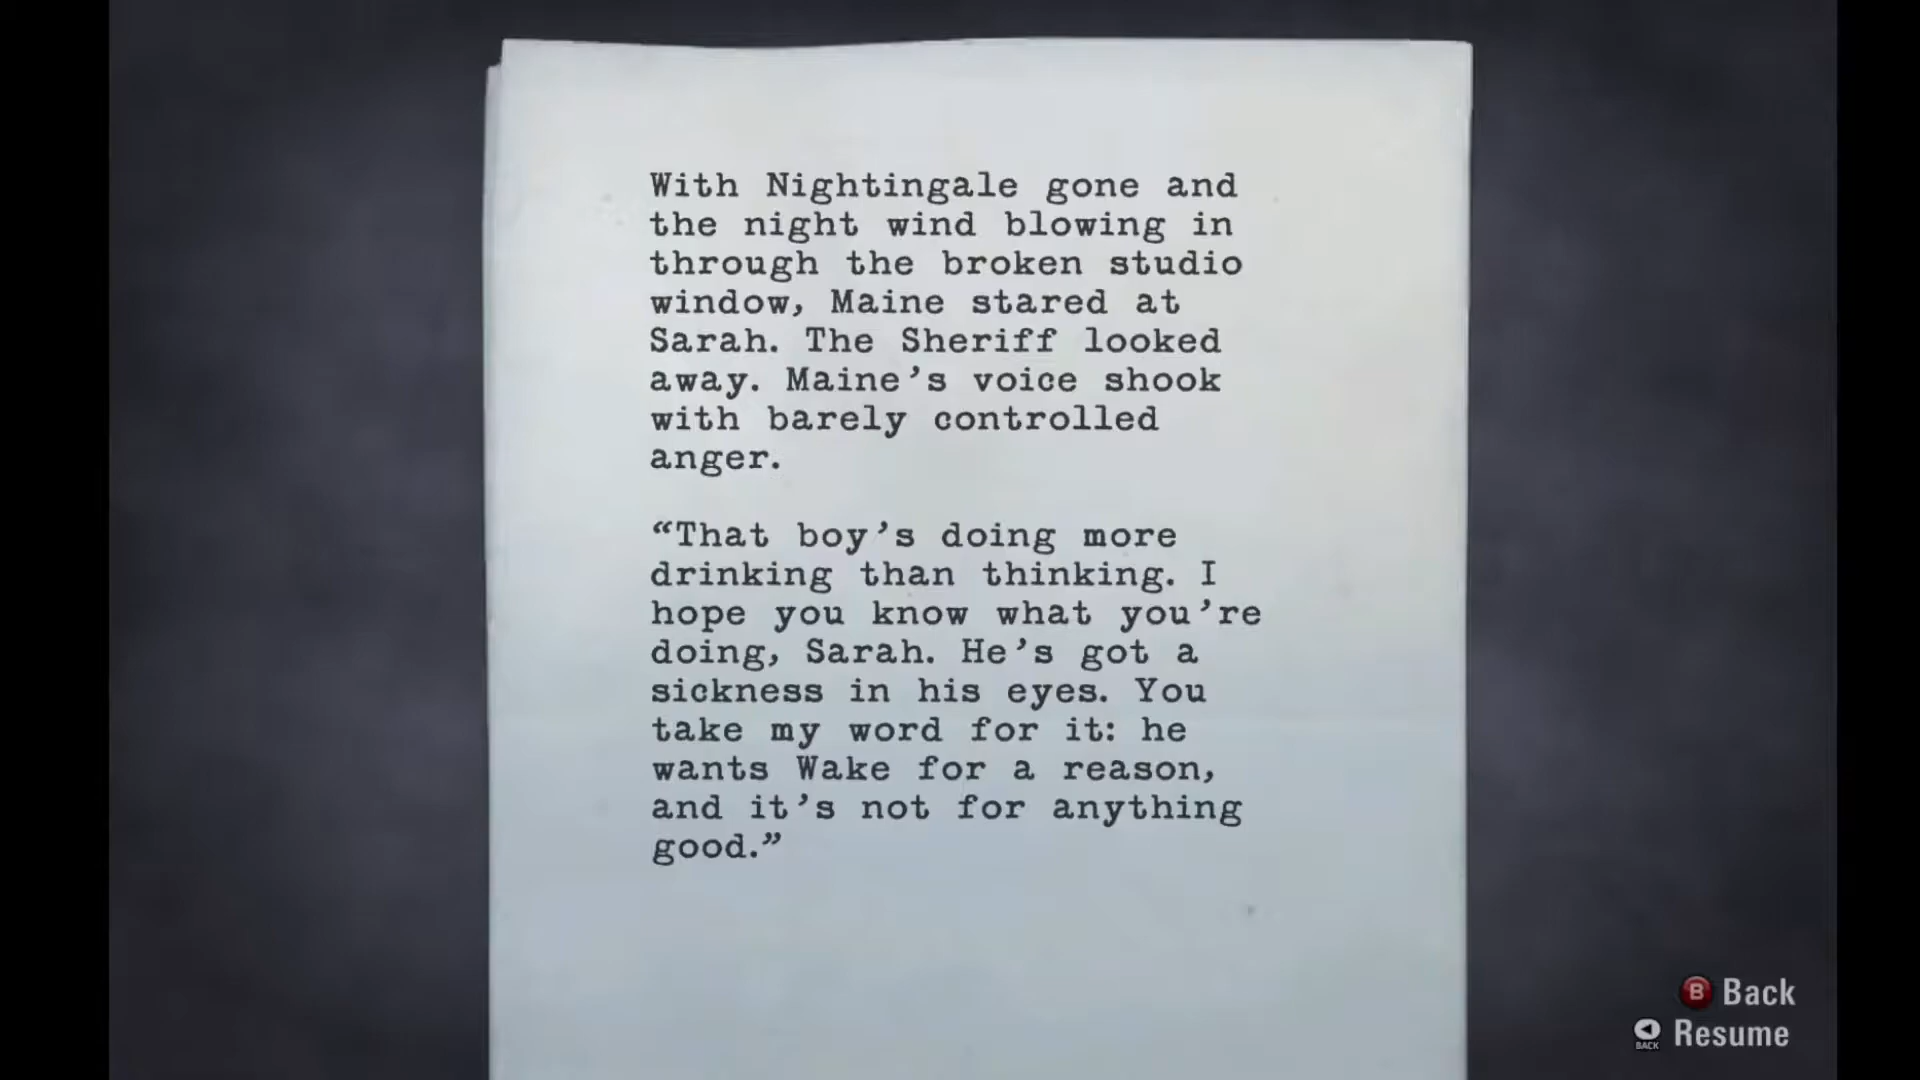 With Nightingale gone and
the night wind blowing in
through the broken studio
window, Maine stared at
Sarah. The Sheriff looked
away. Maine’s voice shook
with barely controlled
anger.
“That boy’s doing more
drinking than thinking. I
hope you know what you’re
doing, Sarah. He’s got a
sickness in his eyes. You
take my word for it: he
wants Wake for a reason,
and it’s not for anything
good.”
B Back
BACK Resume